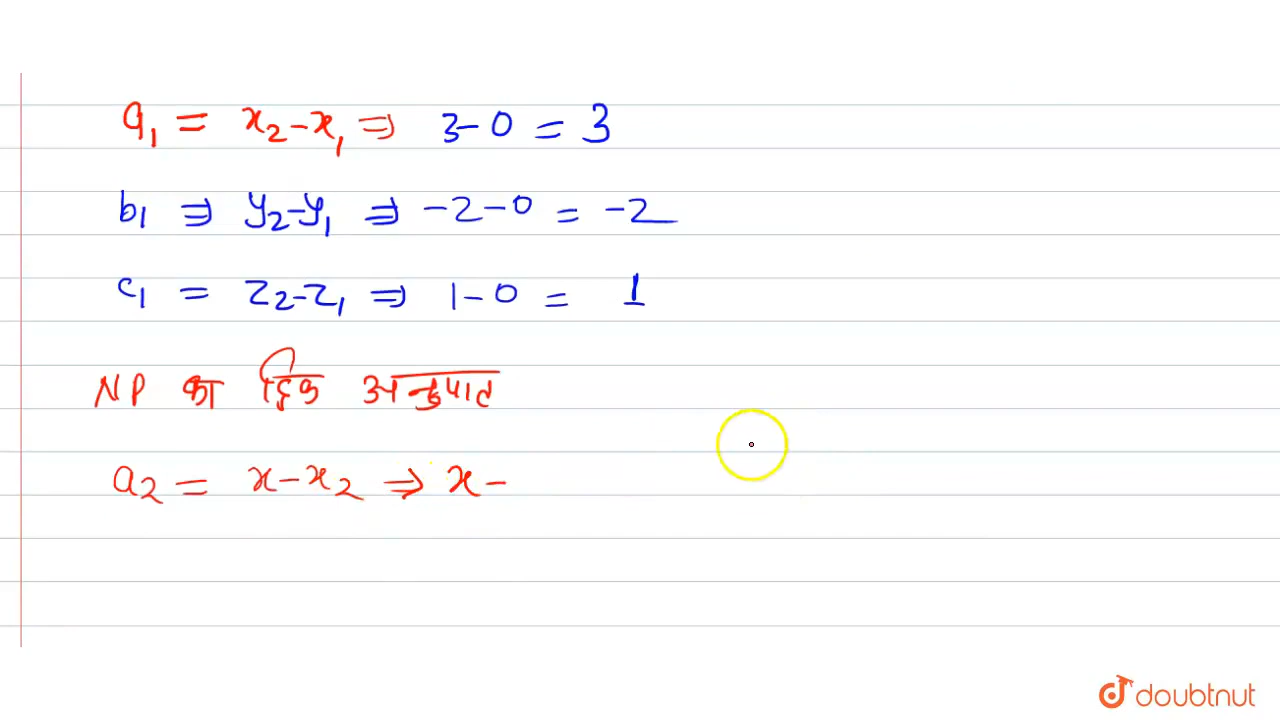 a₁ = x₂-x₁ ⇒ 3-0 = 3
b₁ ⇒ y₂-y₁ ⇒ -2-0 = -2
c₁ = z₂-z₁ ⇒ 1-0 = 1
NP का दिक अनुपात
a₂ = x-x₂ ⇒ x-
doubtnut